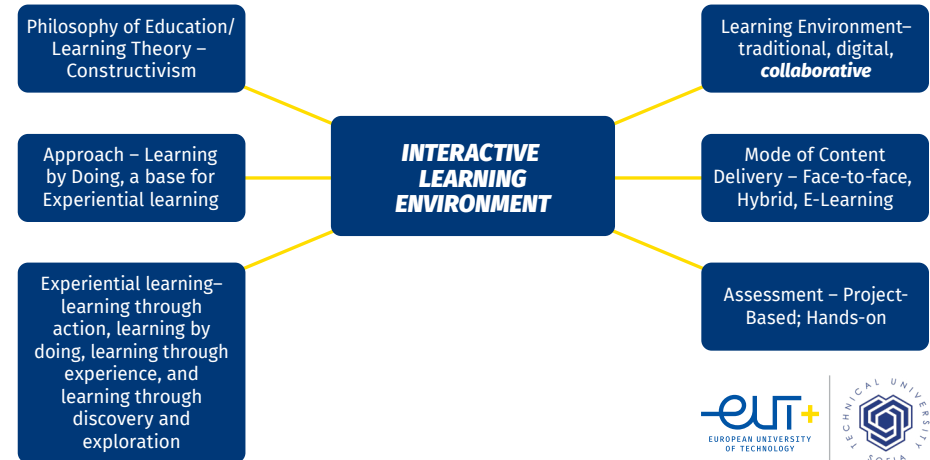 Philosophy of Education/
Learning Theory –
Constructivism
Approach – Learning
by Doing, a base for
Experiential learning
Experiential learning–
learning through
action, learning by
doing, learning through
experience, and
learning through
discovery and
exploration
INTERACTIVE
LEARNING
ENVIRONMENT
Learning Environment–
traditional, digital,
collaborative
Mode of Content
Delivery – Face-to-face,
Hybrid, E-Learning
Assessment – Project-
Based; Hands-on
eut+
EUROPEAN UNIVERSITY
OF TECHNOLOGY
TECHNICAL UNIVERSITY
SOFIA